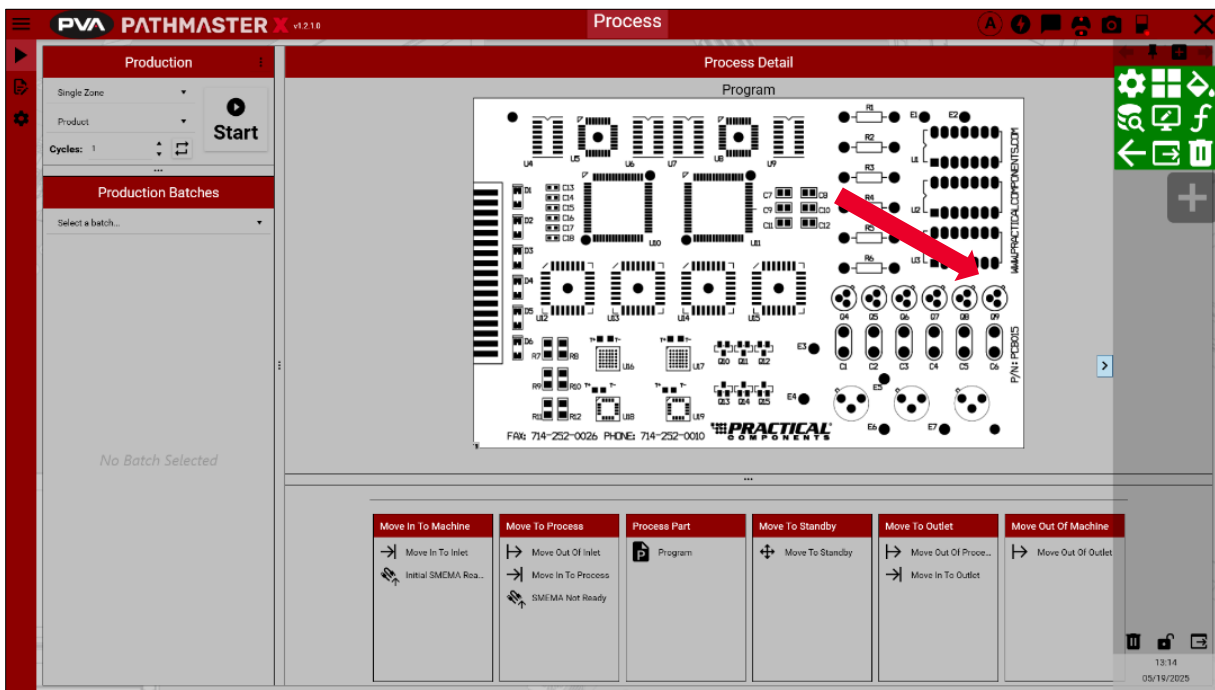 PVA PATHMASTER X v1.2.1.0
Process
A
Production
Single Zone
Product
Cycles: 1
Start
Production Batches
Select a batch...
No Batch Selected
Process Detail
Program
R1
E1
E2
U4
U5
U6
U7
U8
U9
R2
U1
R3
D1
C13
C14
C15
C16
C17
C18
C7
C8
C9
C10
C11
C12
R4
U2
D2
U10
U11
R5
D3
R6
U3
WWW.PRACTICALCOMPONENTS.COM
D4
D5
U12
U13
U14
U15
Q4
Q5
Q6
Q7
Q8
Q9
D6
R7
R8
U16
U17
Q10
Q11
Q12
E3
C1
C2
C3
C4
C5
C6
P/N: PCB015
R9
R10
E5
R11
R12
U18
U19
Q13
Q14
Q15
E4
E6
E7
FAX: 714-252-0026 PHONE: 714-252-0010
PRACTICAL
COMPONENTS
Move In To Machine
Move In To Inlet
Initial SMEMA Rea...
Move To Process
Move Out Of Inlet
Move In To Process
SMEMA Not Ready
Process Part
Program
Move To Standby
Move To Standby
Move To Outlet
Move Out Of Proce...
Move In To Outlet
Move Out Of Machine
Move Out Of Outlet
13:14
05/19/2025